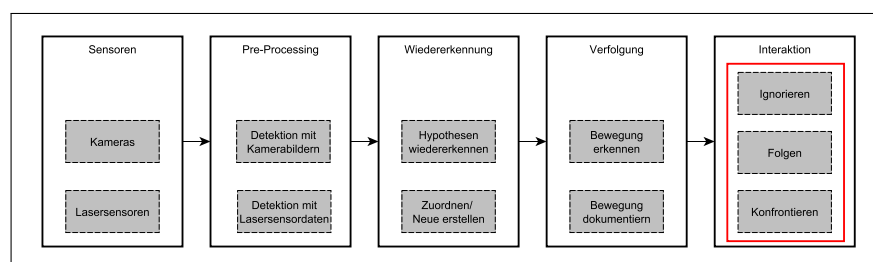 Sensoren
Kameras
Lasersensoren
Pre-Processing
Detektion mit
Kamerabildern
Detektion mit
Lasersensordaten
Wiedererkennung
Hypothesen
wiedererkennen
Zuordnen/
Neue erstellen
Verfolgung
Bewegung
erkennen
Bewegung
dokumentiern
Interaktion
Ignorieren
Folgen
Konfrontieren